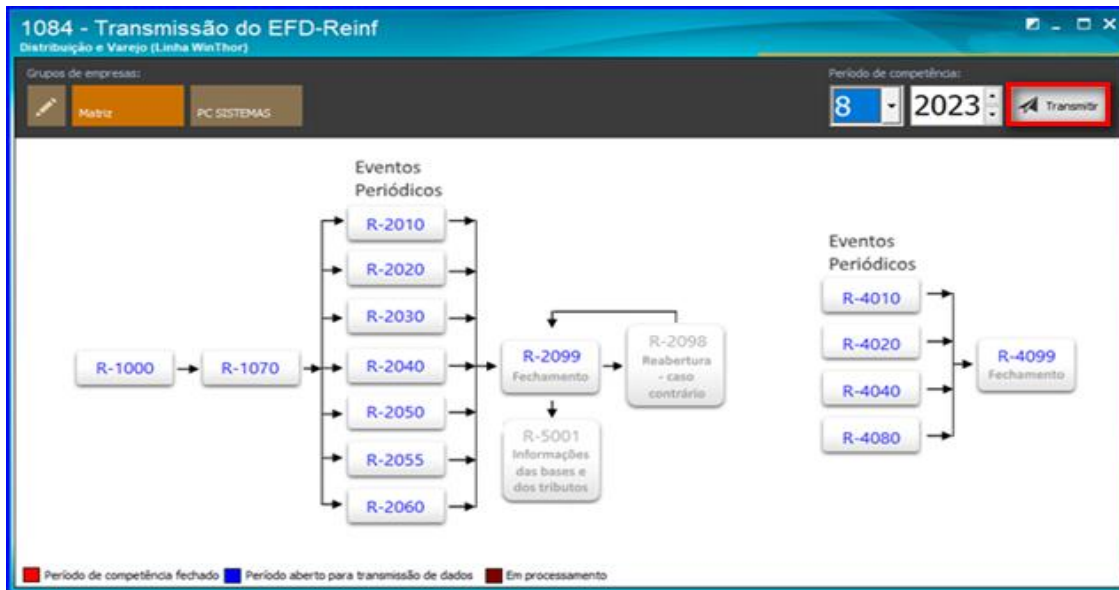 1084 - Transmissão do EFD-Reinf
Distribuição e Varejo (Linha WinThor)
Grupos de empresas:
Matriz
PC SISTEMAS
Período de competência:
8
2023
Transmitir
Eventos
Periódicos
R-2010
R-2020
R-2030
R-2040
R-2050
R-2055
R-2060
R-1000
R-1070
R-2099
Fechamento
R-2098
Reabertura
- caso
contrário
R-5001
Informações
das bases e
dos tributos
Eventos
Periódicos
R-4010
R-4020
R-4040
R-4080
R-4099
Fechamento
Período de competência fechado
Período aberto para transmissão de dados
Em processamento